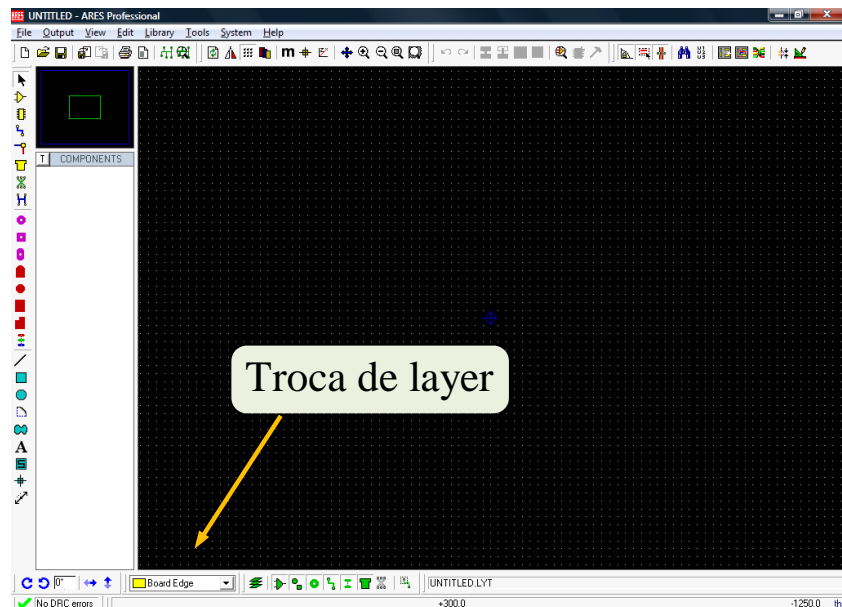 UNTITLED - ARES Professional
File Output View Edit Library Tools System Help
T COMPONENTS
Troca de layer
0° Board Edge UNTITLED.LYT
No DRC errors +300.0 -1250.0 th